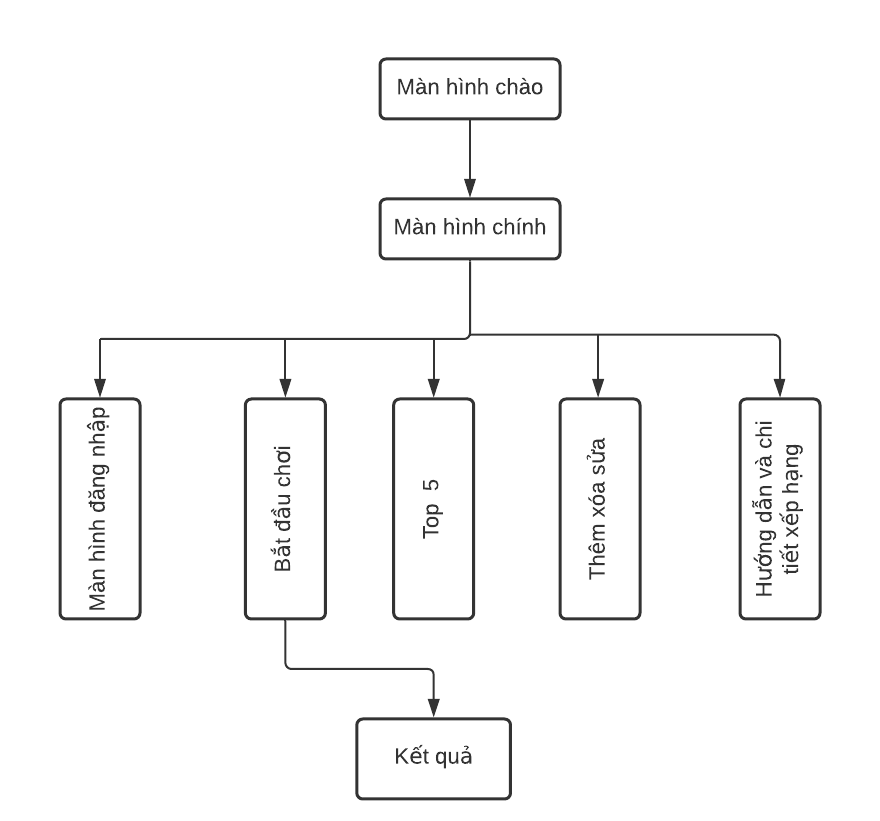 Màn hình chào
Màn hình chính
Màn hình đăng nhập
Bắt đầu chơi
Top 5
Thêm xóa sửa
Hướng dẫn và chi
tiết xếp hạng
Kết quả